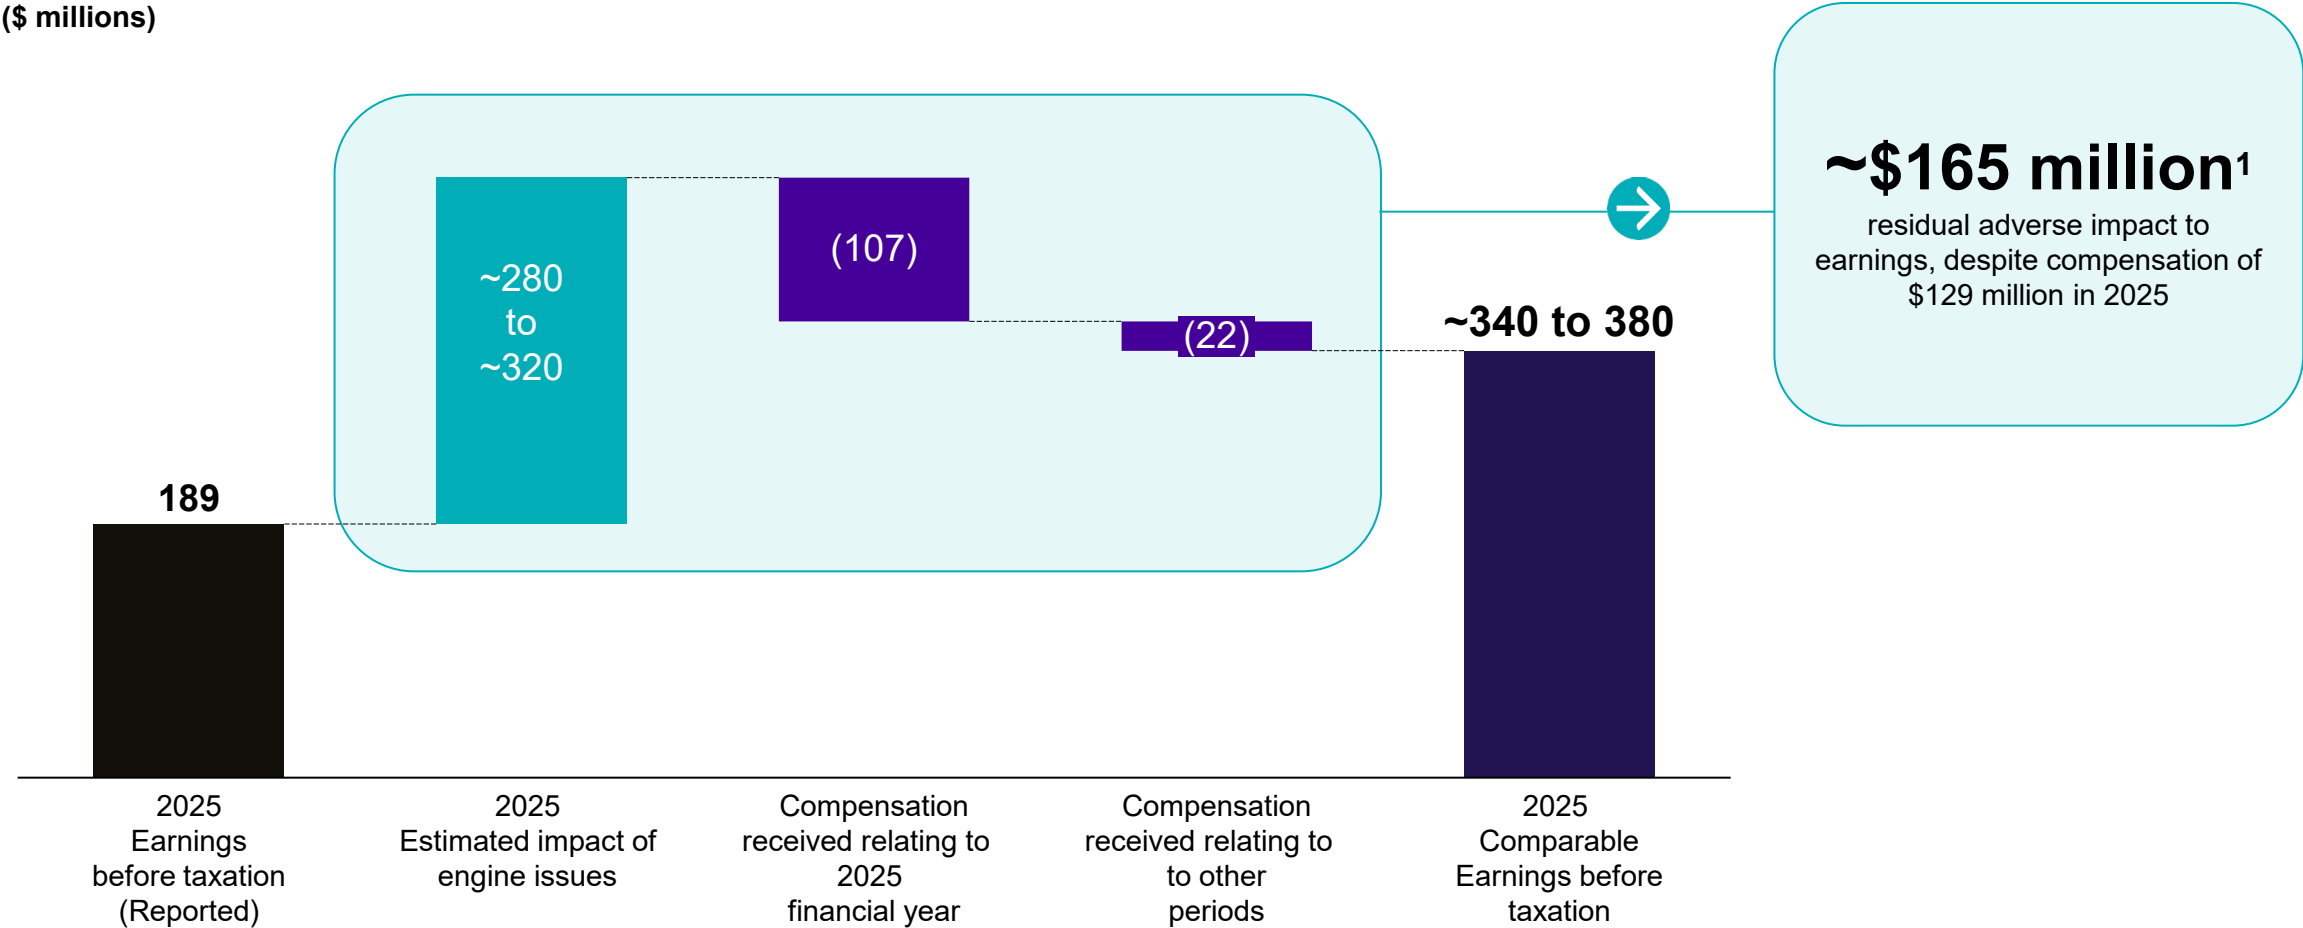 ($ millions)
~$165 million¹
residual adverse impact to
earnings, despite compensation of
$129 million in 2025
~280
to
~320
(107)
(22)
~340 to 380
189
2025
Earnings
before taxation
(Reported)
2025
Estimated impact of
engine issues
Compensation
received relating to
2025
financial year
Compensation
received relating to
to other
periods
2025
Comparable
Earnings before
taxation